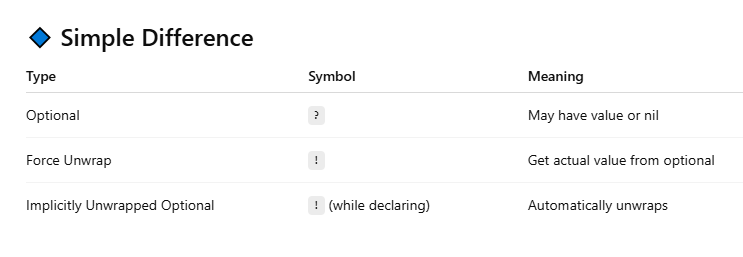 Simple Difference
Type Symbol Meaning
Optional ? May have value or nil
Force Unwrap ! Get actual value from optional
Implicitly Unwrapped Optional ! (while declaring) Automatically unwraps